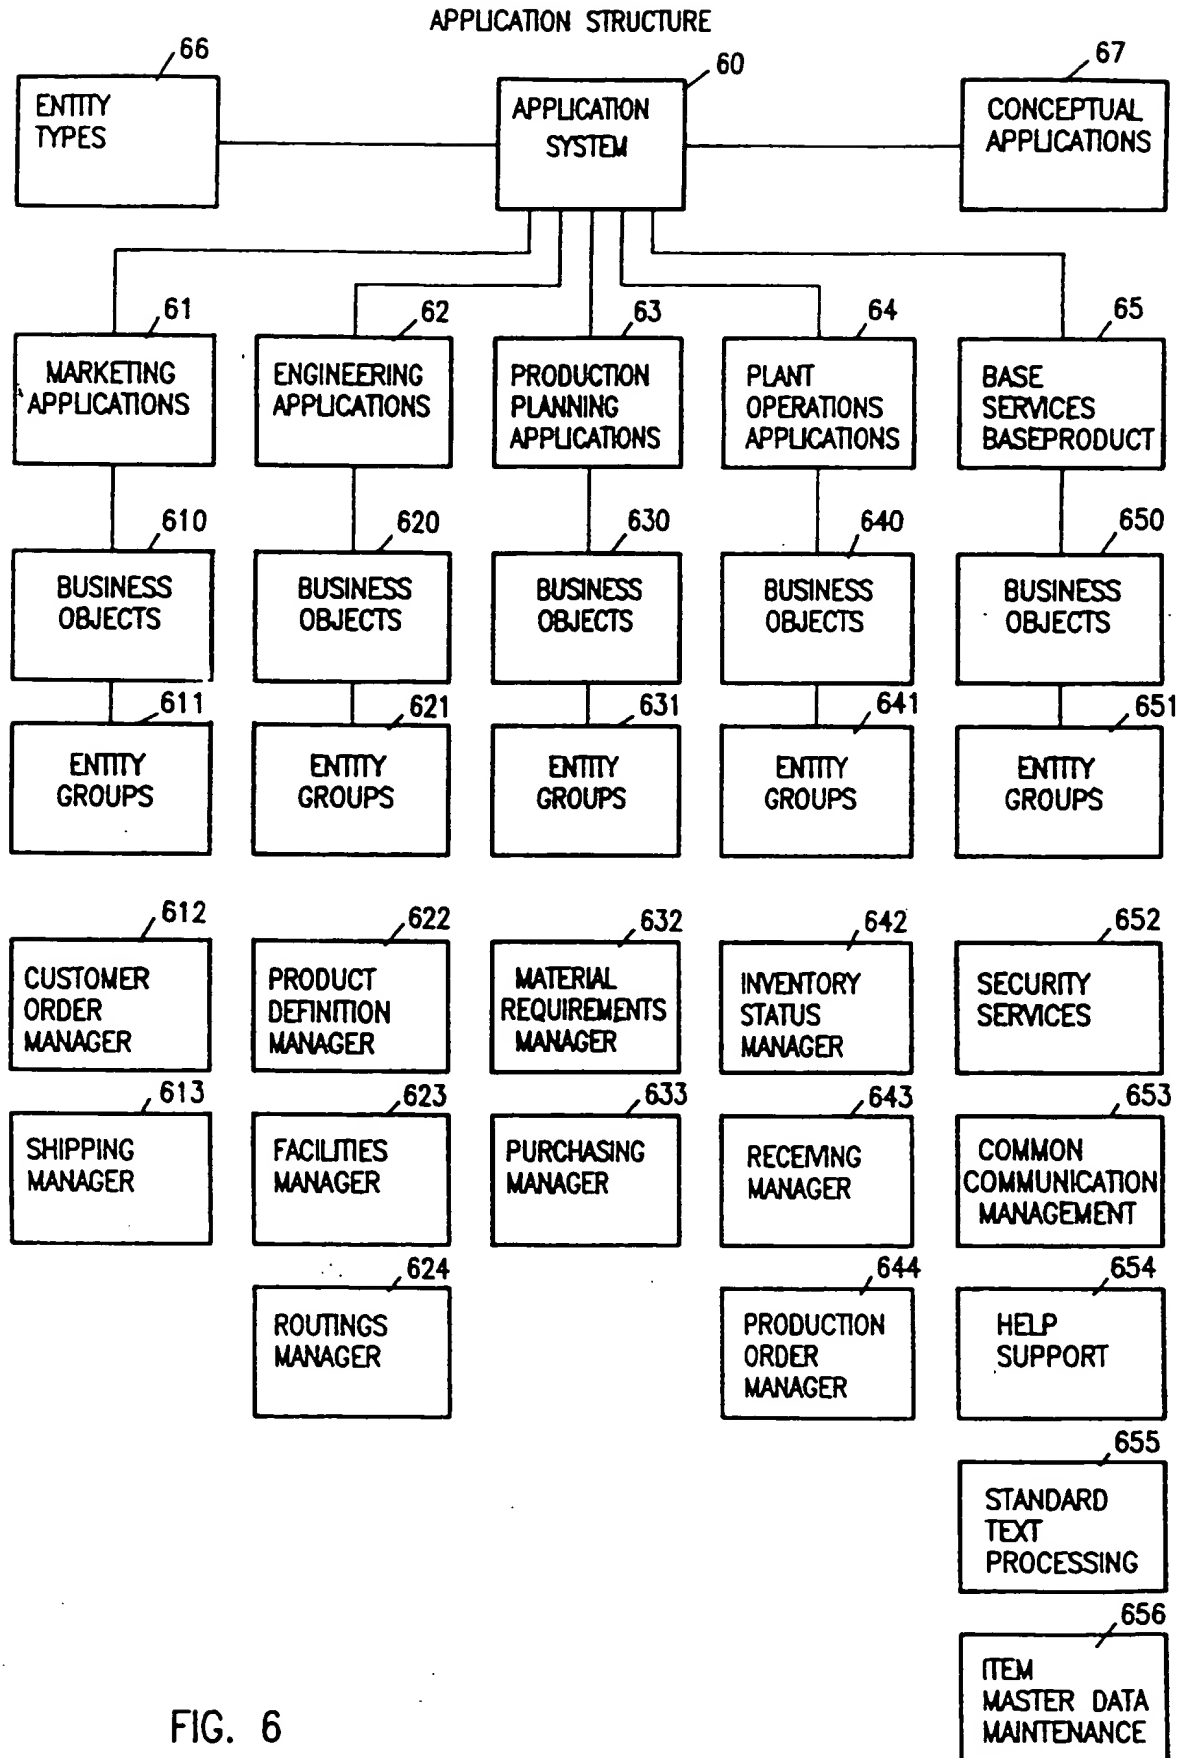 APPLICATION STRUCTURE
66
60
67
ENTITY
TYPES
APPLICATION
SYSTEM
CONCEPTUAL
APPLICATIONS
61
62
63
64
65
MARKETING
APPLICATIONS
ENGINEERING
APPLICATIONS
PRODUCTION
PLANNING
APPLICATIONS
PLANT
OPERATIONS
APPLICATIONS
BASE
SERVICES
BASEPRODUCT
610
620
630
640
650
BUSINESS
OBJECTS
BUSINESS
OBJECTS
BUSINESS
OBJECTS
BUSINESS
OBJECTS
BUSINESS
OBJECTS
611
621
631
641
651
ENTITY
GROUPS
ENTITY
GROUPS
ENTITY
GROUPS
ENTITY
GROUPS
ENTITY
GROUPS
612
622
632
642
652
CUSTOMER
ORDER
MANAGER
PRODUCT
DEFINITION
MANAGER
MATERIAL
REQUIREMENTS
MANAGER
INVENTORY
STATUS
MANAGER
SECURITY
SERVICES
613
623
633
643
653
SHIPPING
MANAGER
FACILITIES
MANAGER
PURCHASING
MANAGER
RECEIVING
MANAGER
COMMON
COMMUNICATION
MANAGEMENT
624
644
654
ROUTINGS
MANAGER
PRODUCTION
ORDER
MANAGER
HELP
SUPPORT
655
STANDARD
TEXT
PROCESSING
656
ITEM
MASTER DATA
MAINTENANCE
FIG. 6